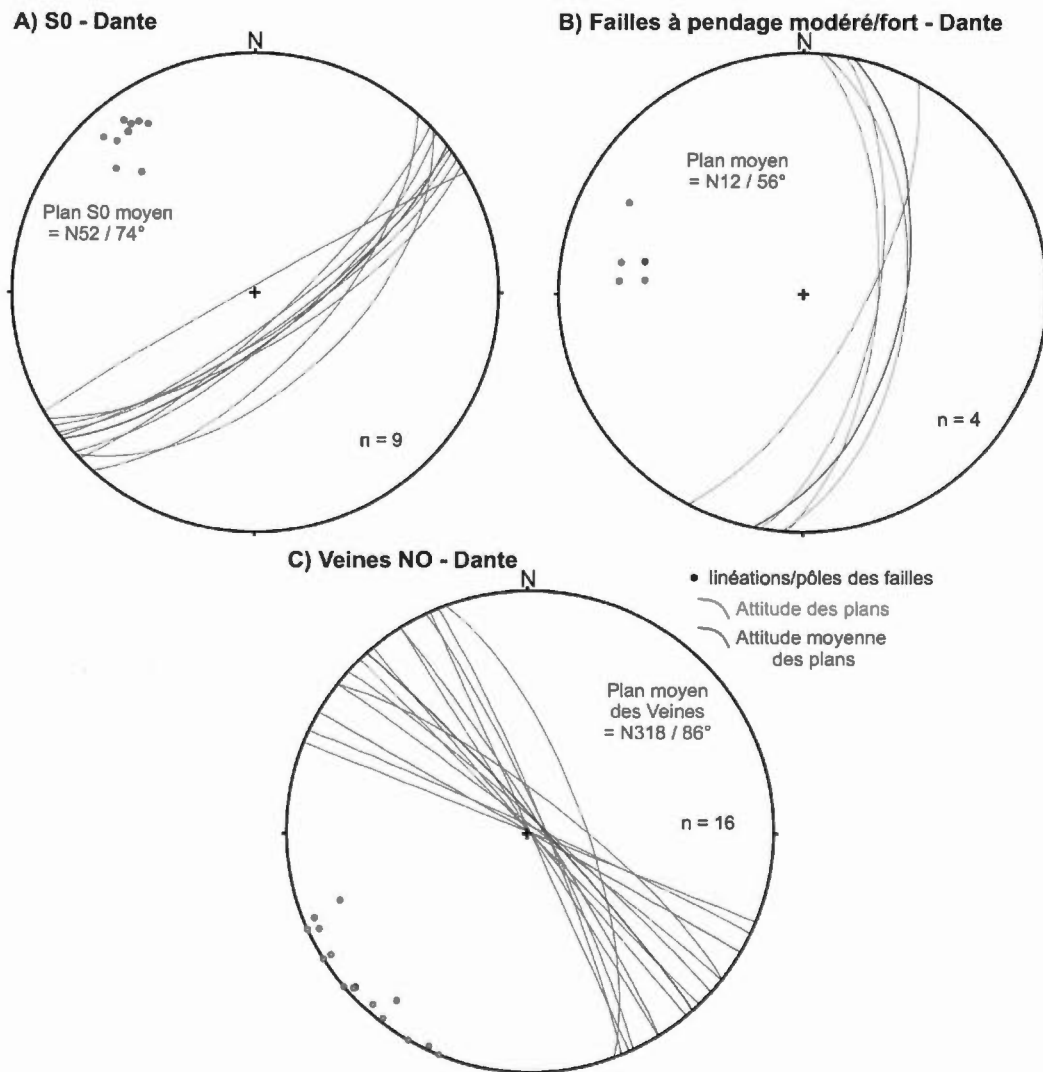 A) S0 - Dante
N
Plan S0 moyen
= N52 / 74°
n = 9
B) Failles à pendage modéré/fort - Dante
N
Plan moyen
= N12 / 56°
n = 4
C) Veines NO - Dante
N
Plan moyen
des Veines
= N318 / 86°
n = 16
linéations/pôles des failles
Attitude des plans
Attitude moyenne
des plans